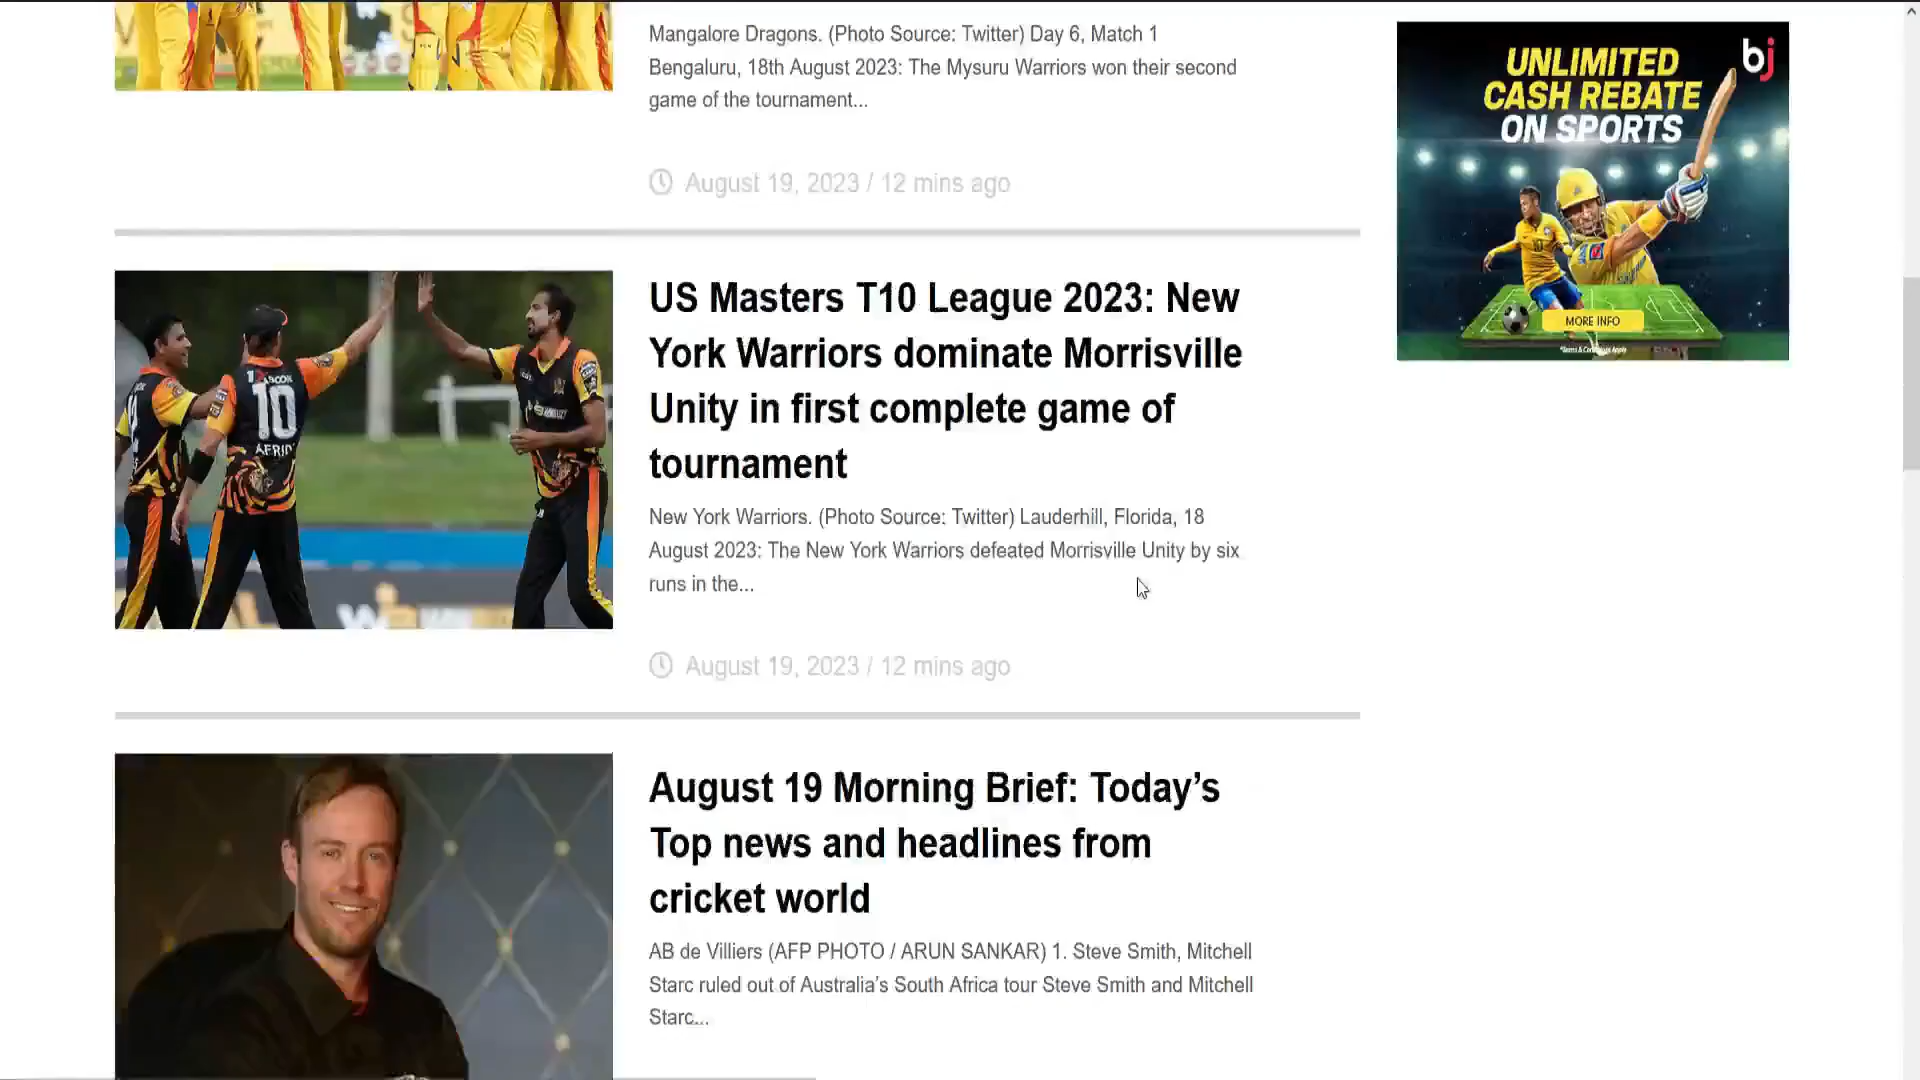 Mangalore Dragons. (Photo Source: Twitter) Day 6, Match 1
Bengaluru, 18th August 2023: The Mysuru Warriors won their second
game of the tournament...
August 19, 2023 / 12 mins ago
US Masters T10 League 2023: New
York Warriors dominate Morrisville
Unity in first complete game of
tournament
New York Warriors. (Photo Source: Twitter) Lauderhill, Florida, 18
August 2023: The New York Warriors defeated Morrisville Unity by six
runs in the...
August 19, 2023 / 12 mins ago
August 19 Morning Brief: Today’s
Top news and headlines from
cricket world
AB de Villiers (AFP PHOTO / ARUN SANKAR) 1. Steve Smith, Mitchell
Starc ruled out of Australia’s South Africa tour Steve Smith and Mitchell
Starc...
bj
UNLIMITED
CASH REBATE
ON SPORTS
10
MORE INFO
10